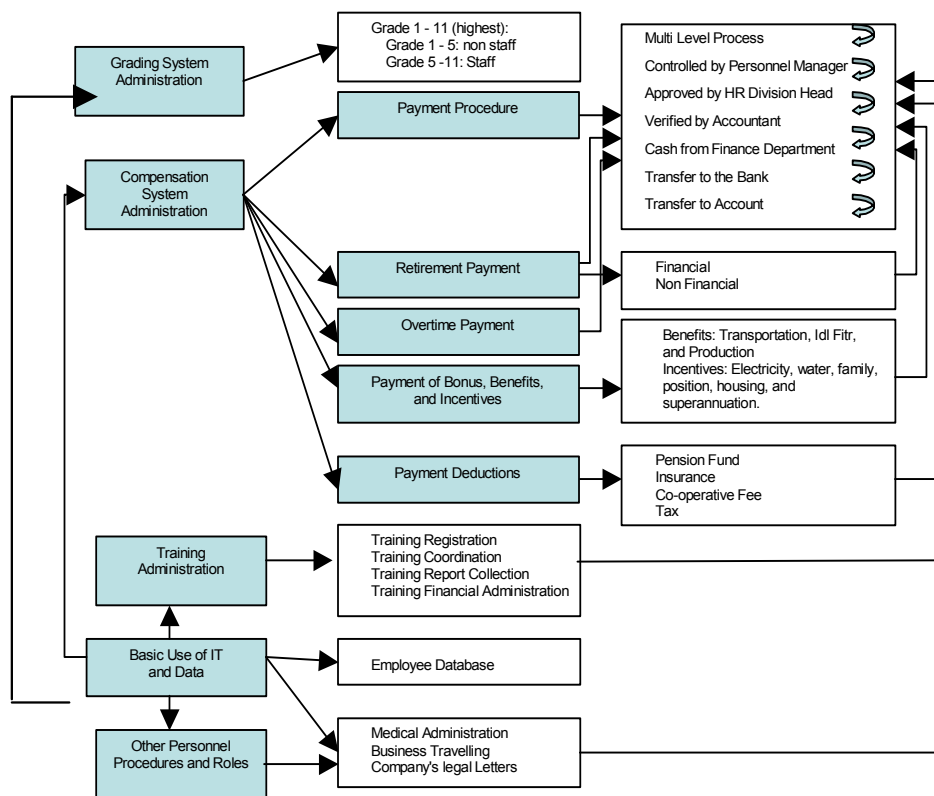 Grading System
Administration
Grade 1 - 11 (highest):
Grade 1 - 5: non staff
Grade 5 -11: Staff
Multi Level Process
Controlled by Personnel Manager
Approved by HR Division Head
Verified by Accountant
Cash from Finance Department
Transfer to the Bank
Transfer to Account
Payment Procedure
Compensation
System
Administration
Retirement Payment
Financial
Non Financial
Overtime Payment
Benefits: Transportation, Idl Fitr,
and Production
Incentives: Electricity, water, family,
position, housing, and
superannuation.
Payment of Bonus, Benefits,
and Incentives
Payment Deductions
Pension Fund
Insurance
Co-operative Fee
Tax
Training
Administration
Training Registration
Training Coordination
Training Report Collection
Training Financial Administration
Basic Use of IT
and Data
Employee Database
Other Personnel
Procedures and Roles
Medical Administration
Business Travelling
Company's legal Letters